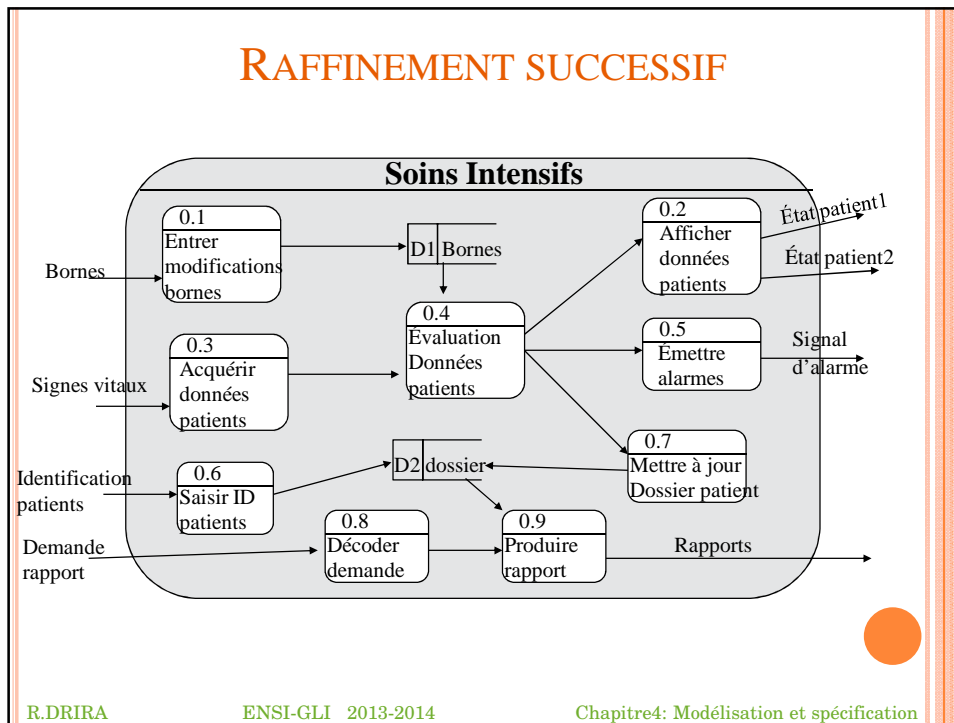 RAFFINEMENT SUCCESSIF
Soins Intensifs
0.1
Entrer
modifications
bornes
D1 Bornes
0.2
Afficher
données
patients
État patient1
État patient2
Bornes
0.4
Évaluation
Données
patients
0.3
Acquérir
données
patients
0.5
Émettre
alarmes
Signal
d'alarme
Signes vitaux
D2 dossier
0.7
Mettre à jour
Dossier patient
Identification
patients
0.6
Saisir ID
patients
0.8
Décoder
demande
0.9
Produire
rapport
Demande
rapport
Rapports
R.DRIRA
ENSI-GLI 2013-2014
Chapitre4: Modélisation et spécification